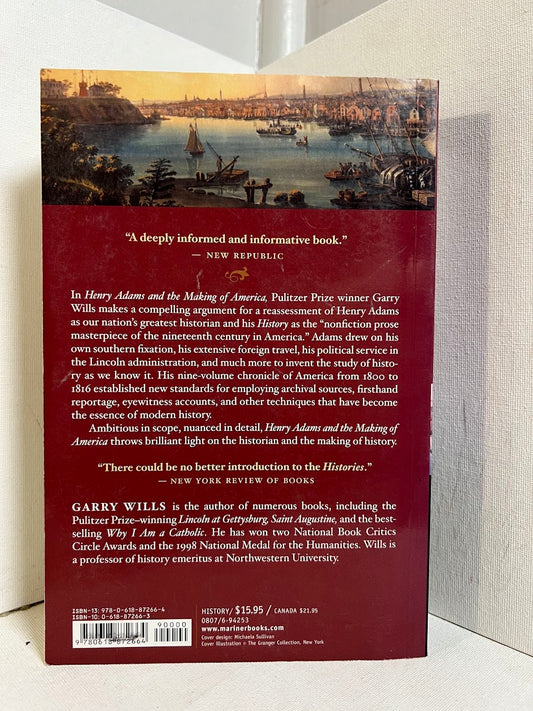 “A deeply informed and informative book.”
— NEW REPUBLIC
In Henry Adams and the Making of America, Pulitzer Prize winner Garry
Wills makes a compelling argument for a reassessment of Henry Adams
as our nation’s greatest historian and his History as the “nonfiction prose
masterpiece of the nineteenth century in America.” Adams drew on his
own southern fixation, his extensive foreign travel, his political service in
the Lincoln administration, and much more to invent the study of his-
tory as we know it. His nine-volume chronicle of America from 1800 to
1816 established new standards for employing archival sources, firsthand
reportage, eyewitness accounts, and other techniques that have become
the essence of modern history.
Ambitious in scope, nuanced in detail, Henry Adams and the Making of
America throws brilliant light on the historian and the making of history.
“There could be no better introduction to the Histories.”
— NEW YORK REVIEW OF BOOKS
GARRY WILLS is the author of numerous books, including the
Pulitzer Prize–winning Lincoln at Gettysburg, Saint Augustine, and the best-
selling Why I Am a Catholic. He has won two National Book Critics
Circle Awards and the 1998 National Medal for the Humanities. Wills is
a professor of history emeritus at Northwestern University.
ISBN-13: 978-0-618-87266-4
ISBN-10: 0-618-87266-3
90000
9 780618 872664
HISTORY/ $15.95 / CANADA $21.95
0807/6-94253
www.marinerbooks.com
Cover design: Michaela Sullivan
Cover illustration © The Granger Collection, New York